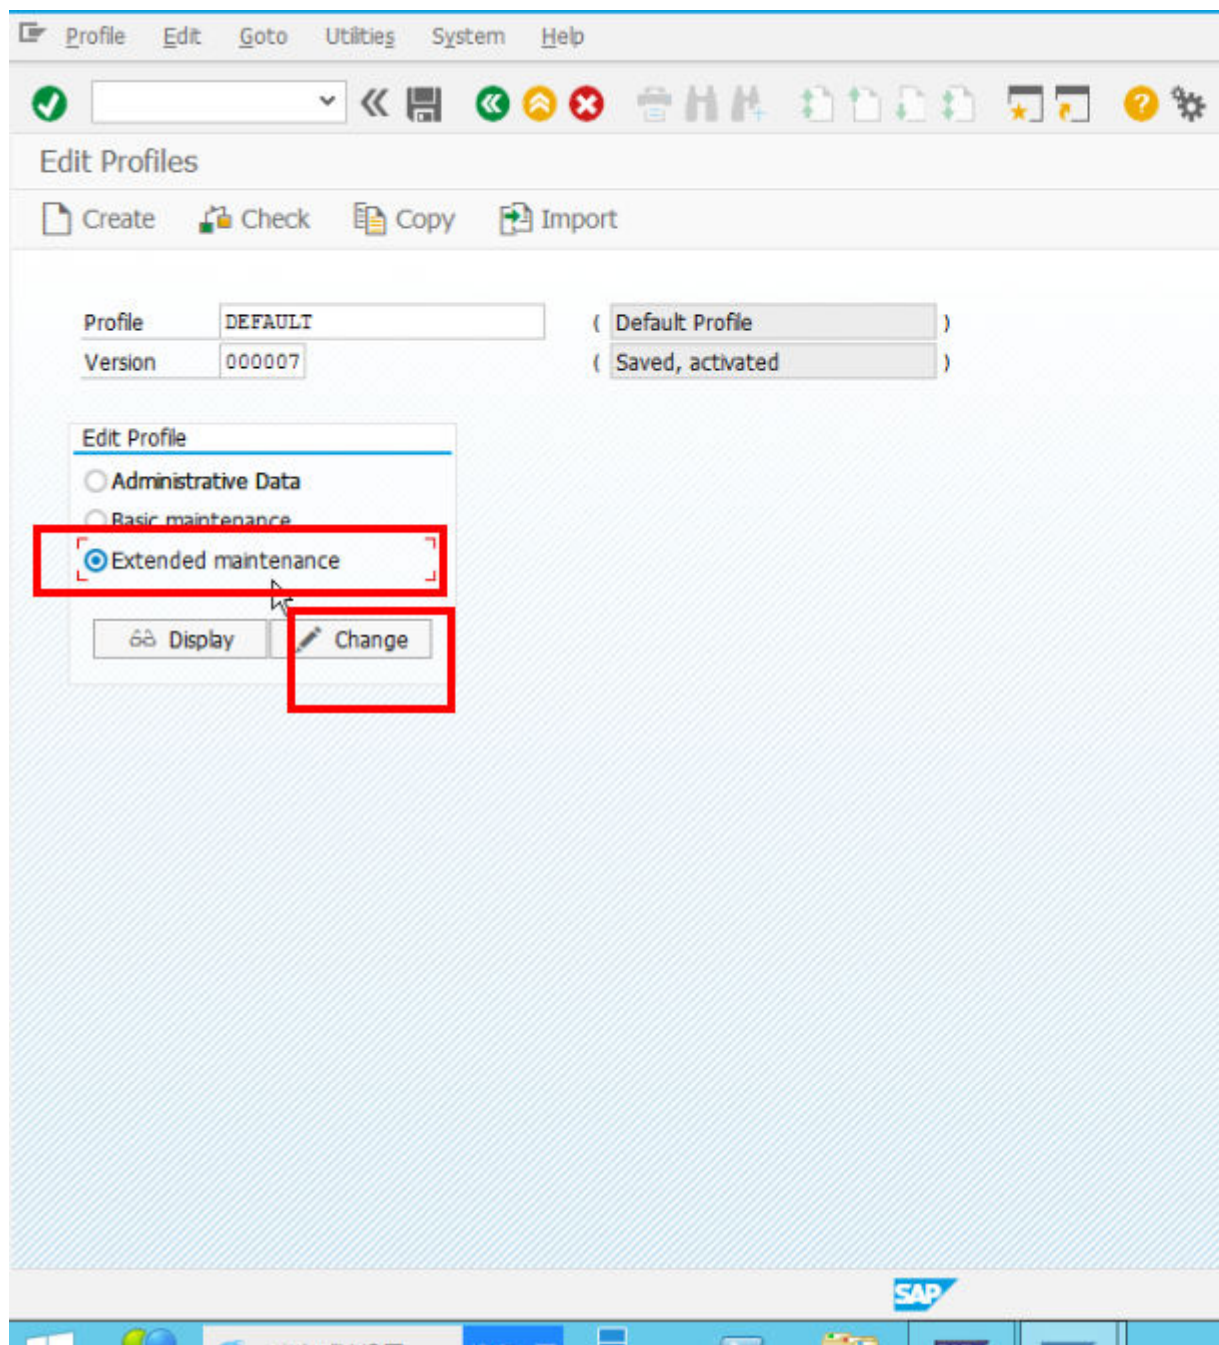 Profile Edit Goto Utilities System Help
Edit Profiles
Create Check Copy Import
Profile DEFAULT ( Default Profile )
Version 000007 ( Saved, activated )
Edit Profile
Administrative Data
Basic maintenance
Extended maintenance
Display Change
SAP